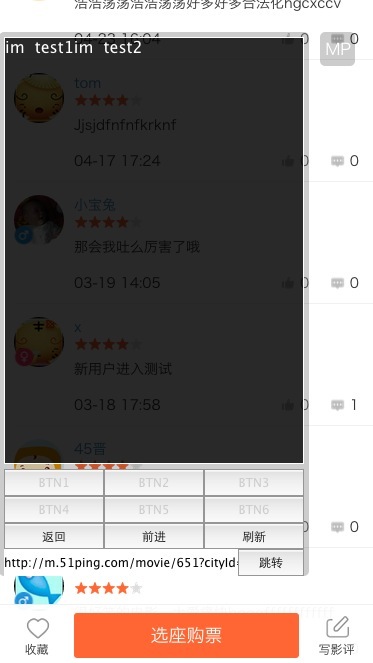 浩浩荡荡浩浩荡荡好多好多合法化hgcxccv
04-23 16:04 0 0
MP
im test1im test2
tom
Jjsjdfnfnfkrknf
04-17 17:24 0 0
小宝兔
那会我吐么厉害了哦
03-19 14:05 0 0
x
新用户进入测试
03-18 17:58 0 1
45晋
BTN1 BTN2 BTN3
BTN4 BTN5 BTN6
0 0
返回 前进 刷新
http://m.51ping.com/movie/651?cityId= 跳转
收藏 选座购票 写影评